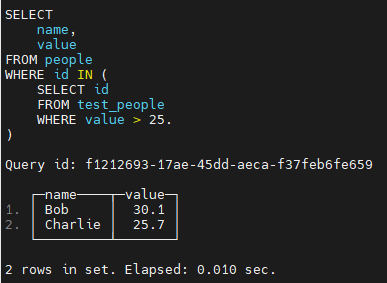 SELECT
    name,
    value
FROM people
WHERE id IN (
    SELECT id
    FROM test_people
    WHERE value > 25.
)
Query id: f1212693-17ae-45dd-aeca-f37feb6fe659
name value
1. Bob 30.1
2. Charlie 25.7
2 rows in set. Elapsed: 0.010 sec.